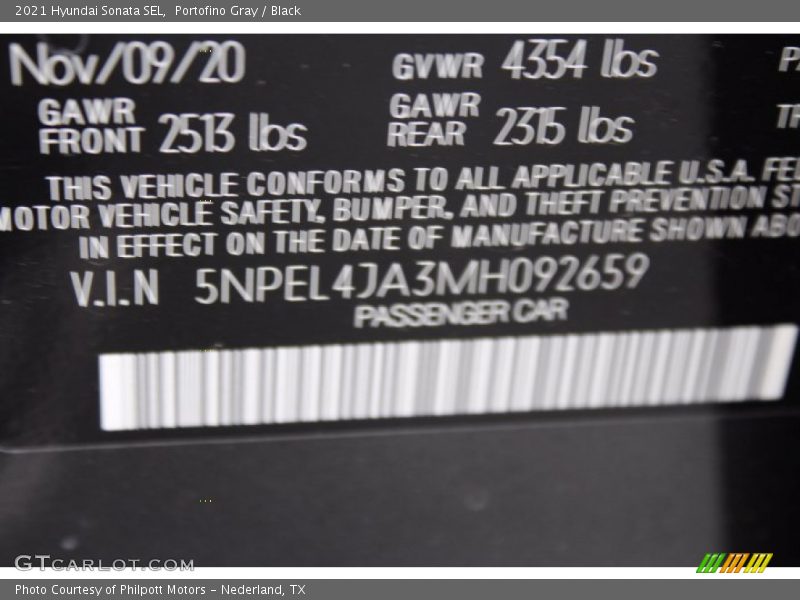 2021 Hyundai Sonata SEL, Portofino Gray / Black
Nov/09/20
GVWR 4354 lbs
GAWR FRONT 2513 lbs
GAWR REAR 2315 lbs
THIS VEHICLE CONFORMS TO ALL APPLICABLE U.S.A. FE
MOTOR VEHICLE SAFETY, BUMPER, AND THEFT PREVENTION ST
IN EFFECT ON THE DATE OF MANUFACTURE SHOWN ABO
V.I.N 5NPEL4JA3MH092659
PASSENGER CAR
GTCARLOT.COM
Photo Courtesy of Philpott Motors – Nederland, TX